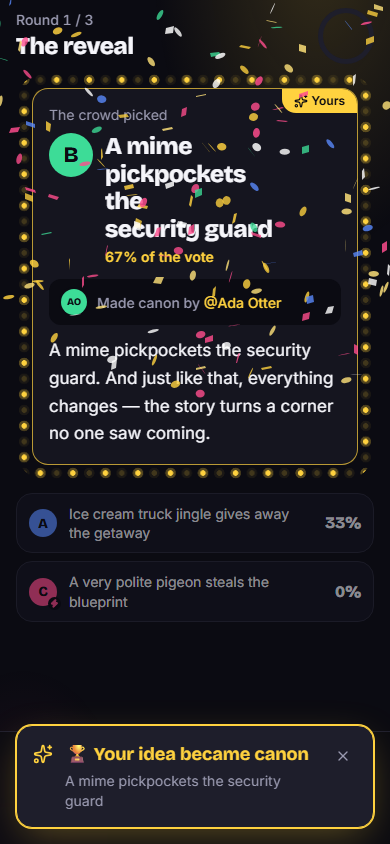 Round 1 / 3
The reveal
Yours
The crowd picked
B
A mime
pickpockets
the
security guard
67% of the vote
AO
Made canon by @Ada Otter
A mime pickpockets the security
guard. And just like that, everything
changes — the story turns a corner
no one saw coming.
A
Ice cream truck jingle gives away
the getaway
33%
C
A very polite pigeon steals the
blueprint
0%
🏆 Your idea became canon
A mime pickpockets the security
guard